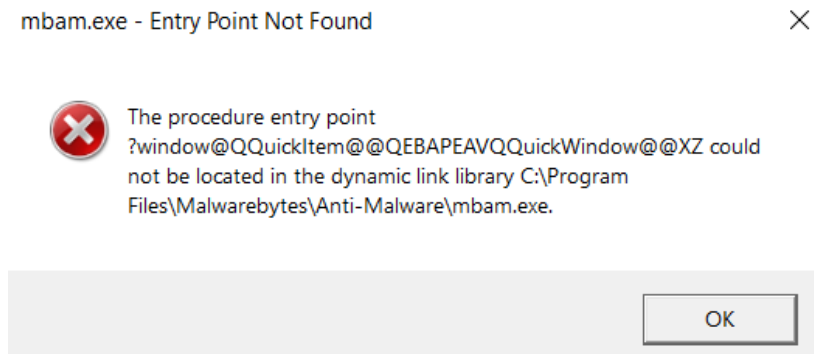 mbam.exe - Entry Point Not Found
The procedure entry point
?window@QQuickItem@@QEBAPEAVQQuickWindow@@XZ could
not be located in the dynamic link library C:\Program
Files\Malwarebytes\Anti-Malware\mbam.exe.
OK